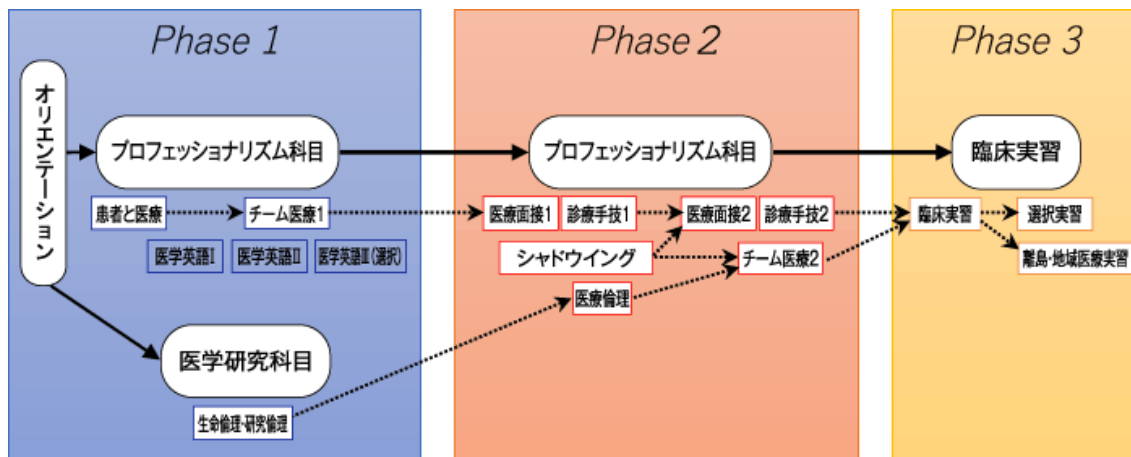 Phase 1
オリエンテーション
プロフェッショナリズム科目
患者と医療
チーム医療1
医学英語Ⅰ
医学英語Ⅱ
医学英語Ⅲ(選択)
医学研究科目
生命倫理・研究倫理
Phase 2
プロフェッショナリズム科目
医療面接1
診療手技1
医療面接2
診療手技2
シャドウイング
チーム医療2
医療倫理
Phase 3
臨床実習
臨床実習
選択実習
離島・地域医療実習